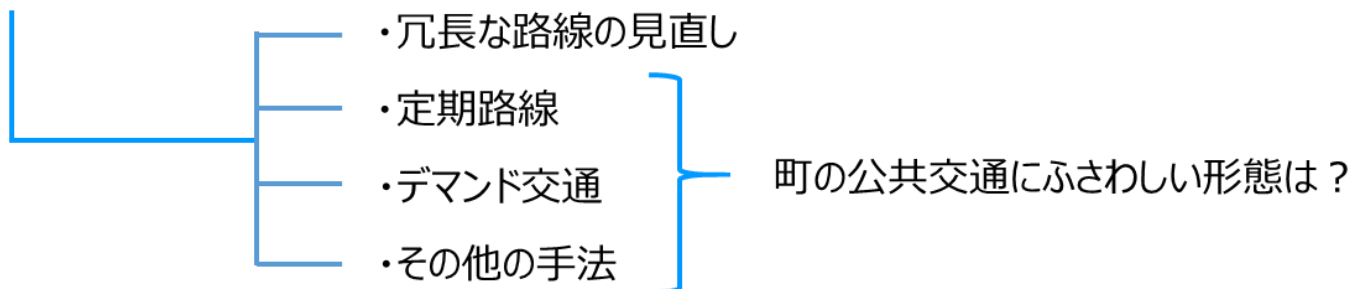 ・冗長な路線の見直し
・定期路線
・デマンド交通
町の公共交通にふさわしい形態は？
・その他の手法